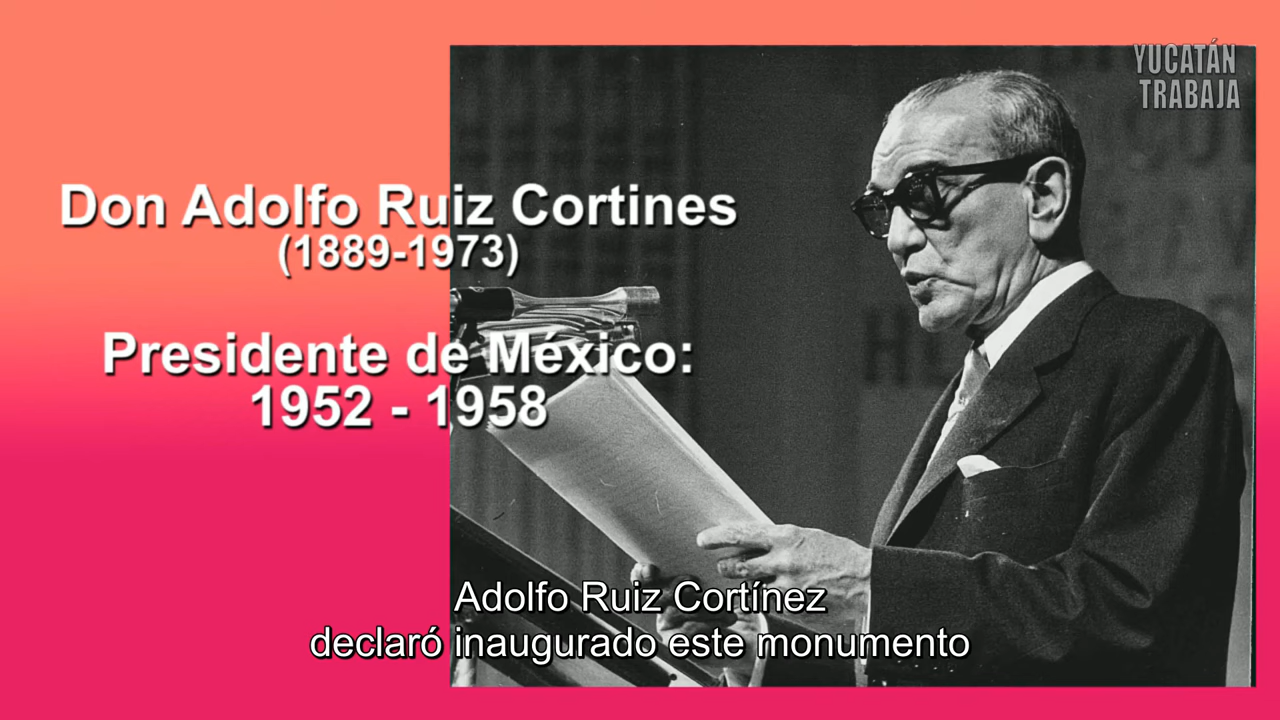 YUCATÁN
TRABAJA
Don Adolfo Ruiz Cortines
(1889-1973)
Presidente de México:
1952 - 1958
Adolfo Ruiz Cortínez
declaró inaugurado este monumento